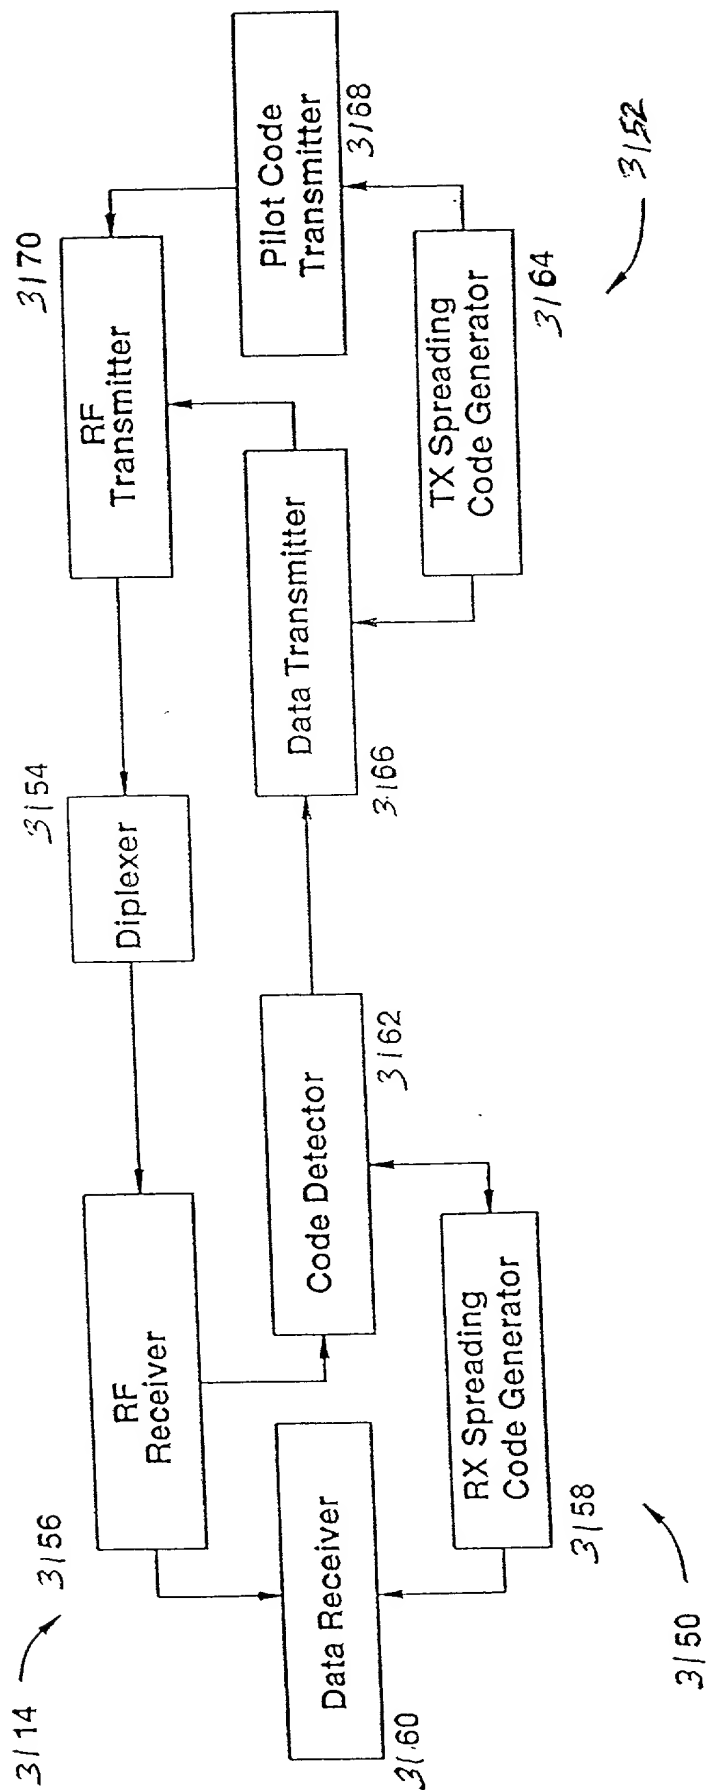 3114
3156
RF
Receiver
Diplexer
3154
RF
Transmitter
3170
3160
Data Receiver
Code Detector
3162
Data Transmitter
3166
Pilot Code
Transmitter
3168
RX Spreading
Code Generator
3158
TX Spreading
Code Generator
3164
3150
3152